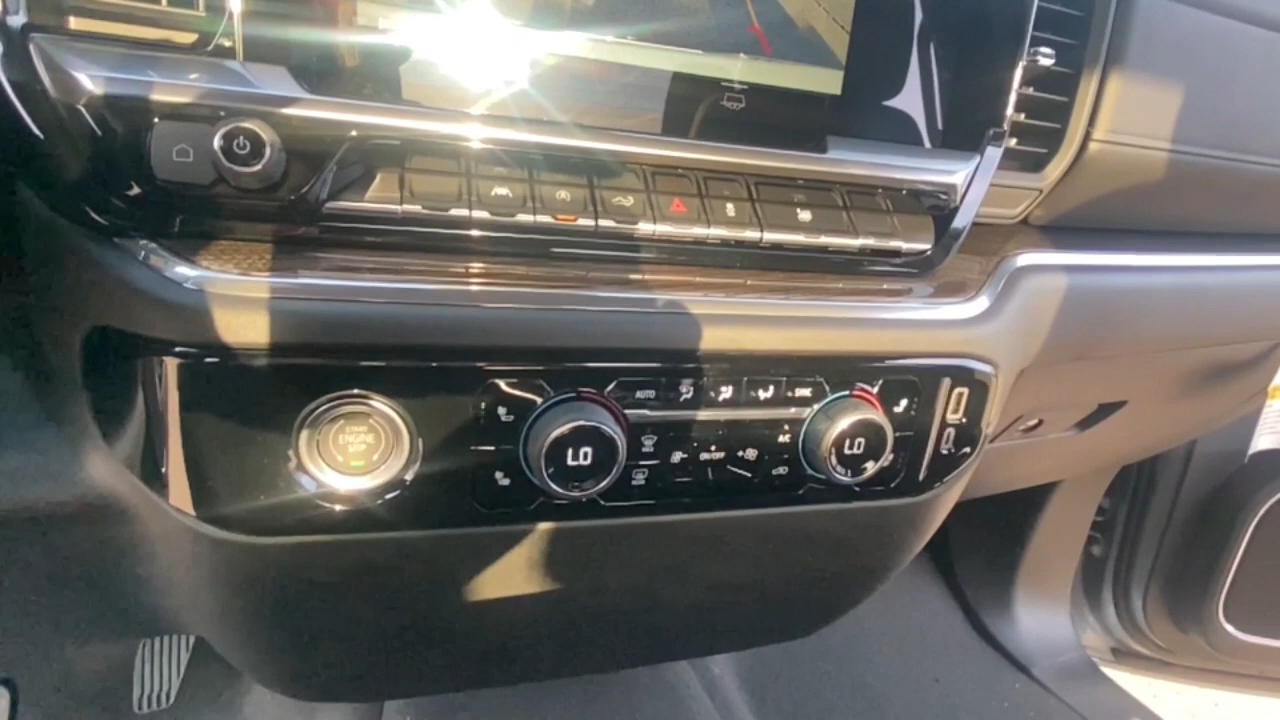 AUTO
SYNC
START
ENGINE
STOP
LO
A/C
LO
ON/OFF